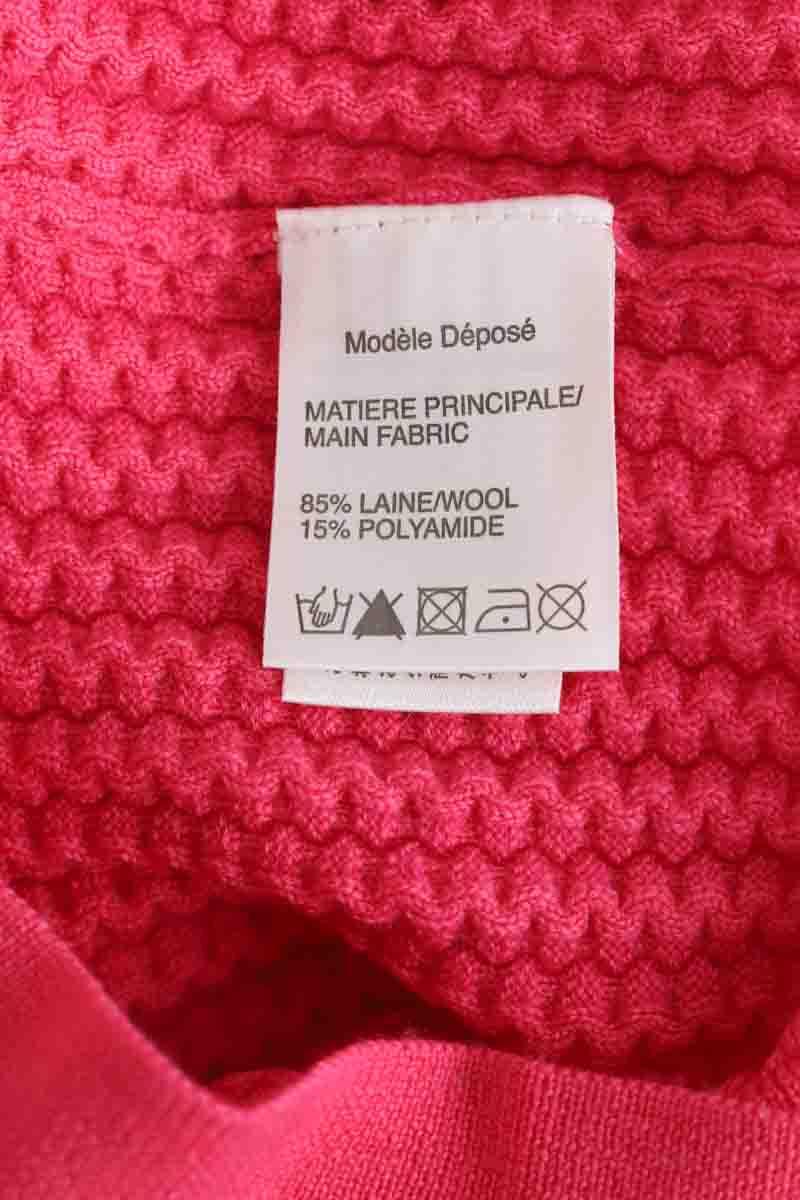 Modèle Déposé
MATIERE PRINCIPALE/
MAIN FABRIC
85% LAINE/WOOL
15% POLYAMIDE